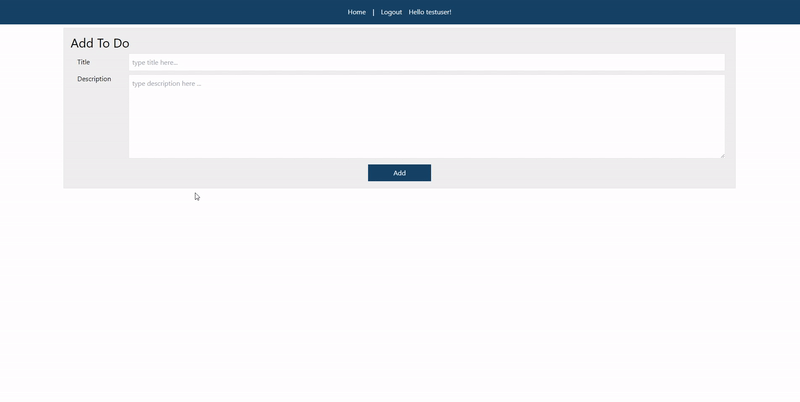 Home | Logout Hello testuser!
Add To Do
Title type title here...
Description type description here ...
Add